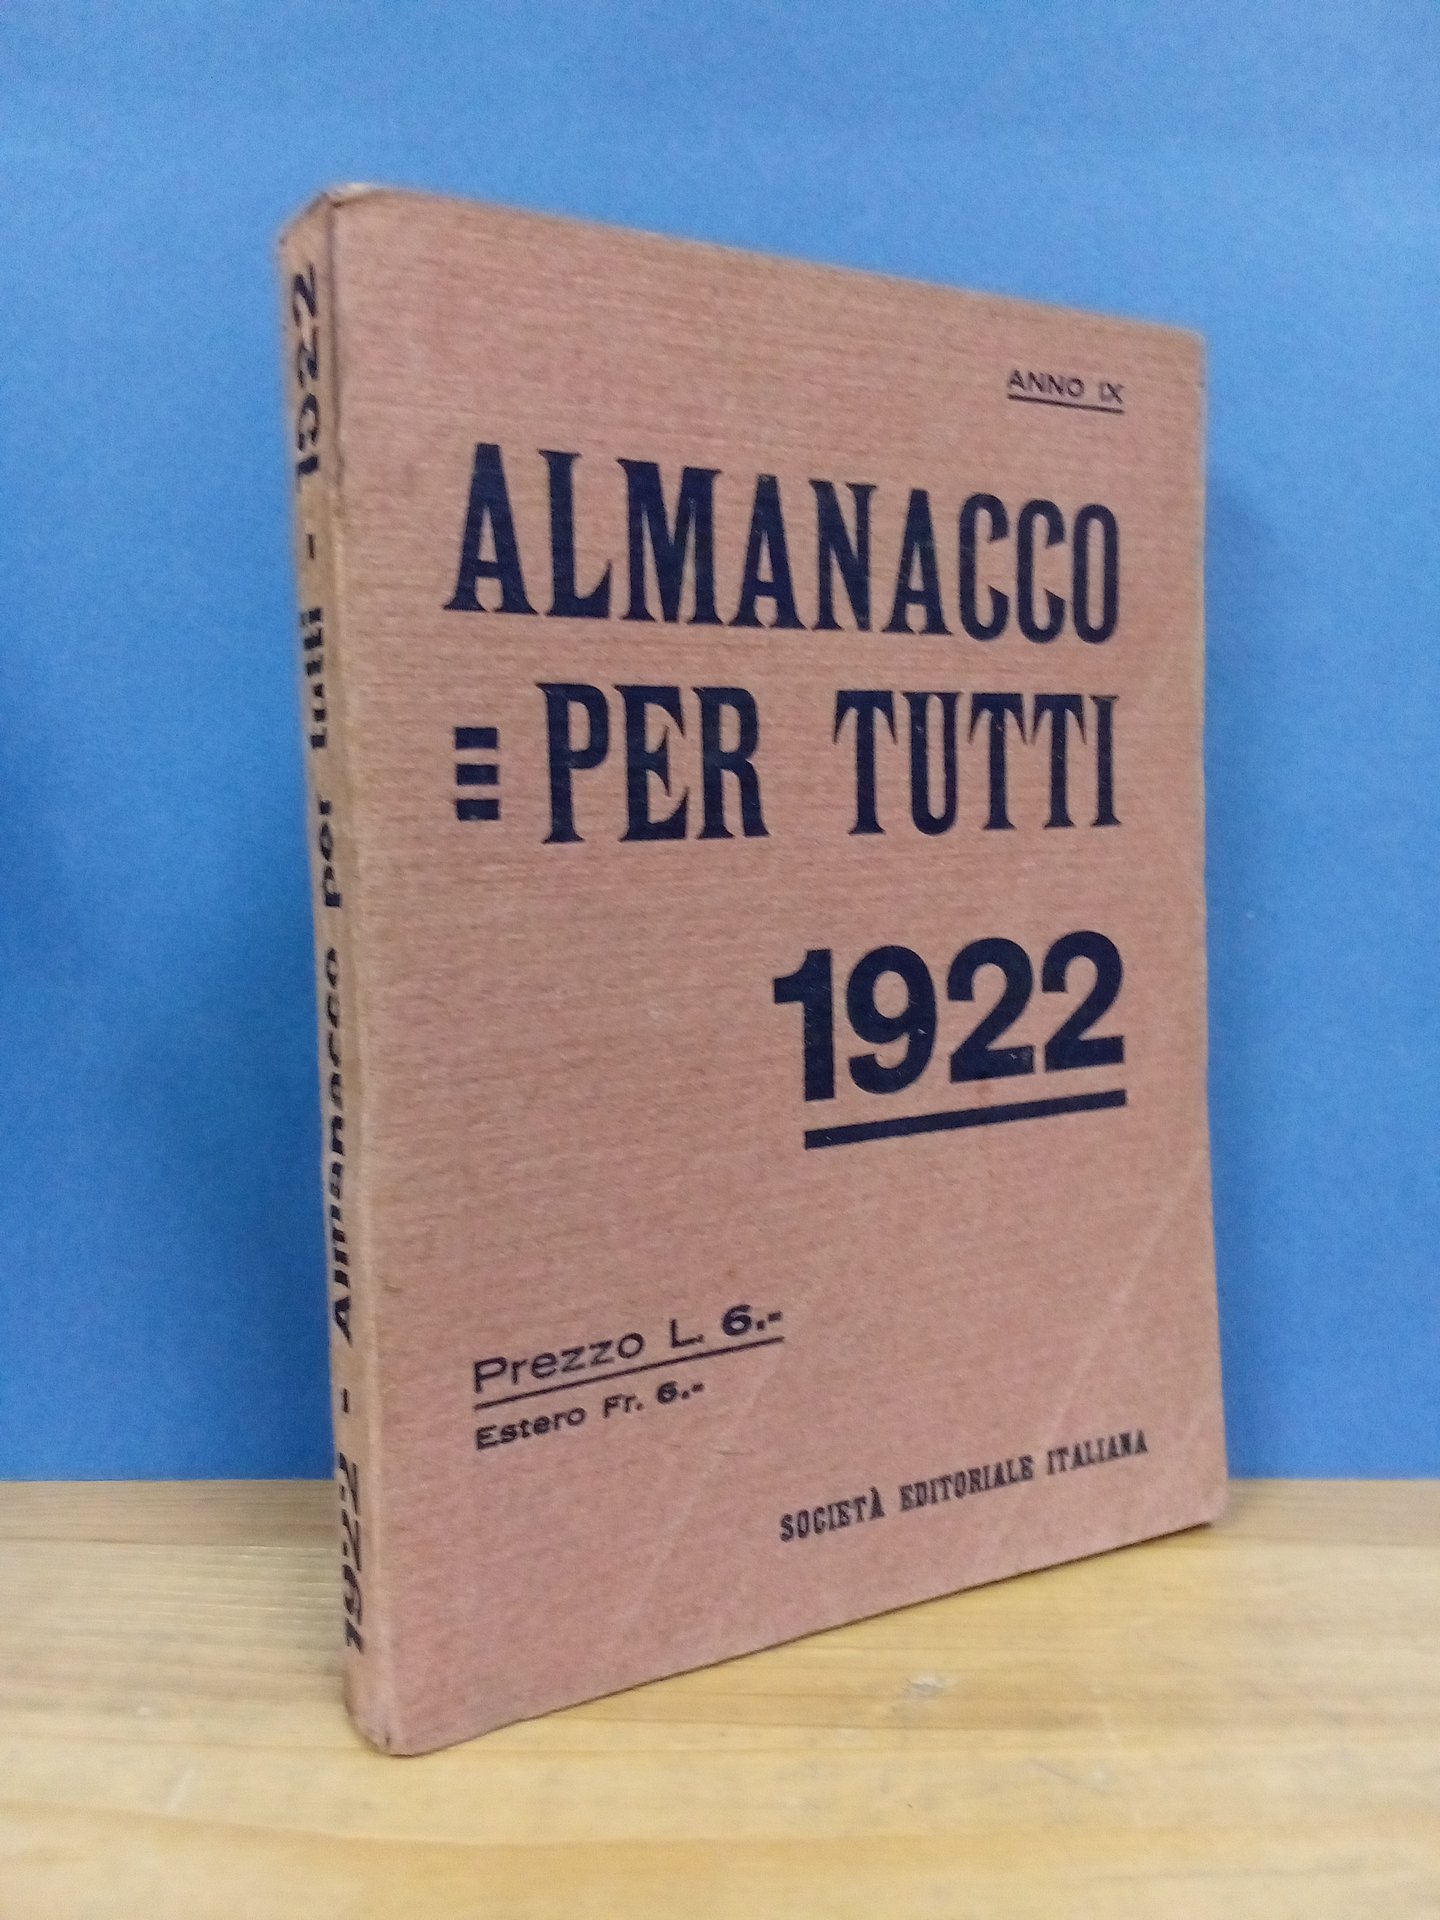 1922 - Almanacco per tutti - 1922
ANNO IX
ALMANACCO
PER TUTTI
1922
Prezzo L. 6.-
Estero Fr. 6.-
SOCIETÀ EDITORIALE ITALIANA